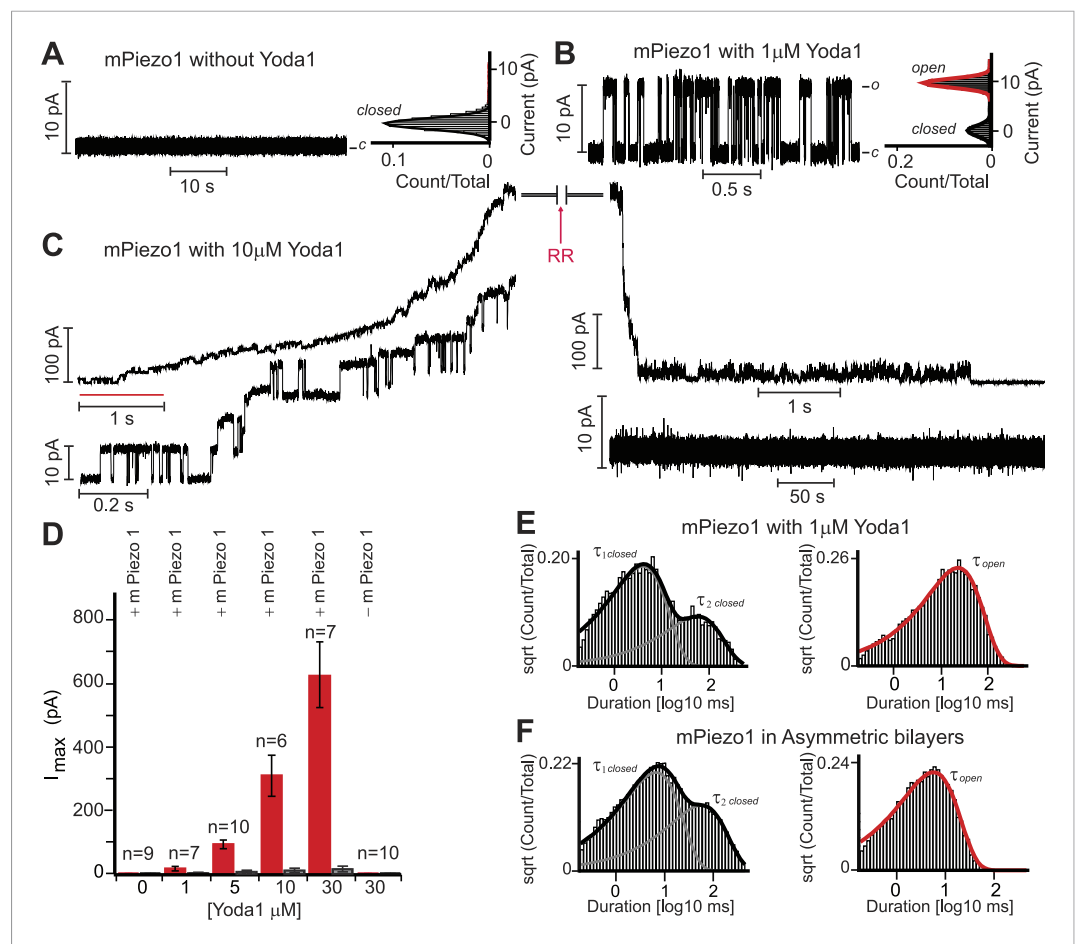 A
mPiezo1 without Yoda1
10 pA
10 s
closed
–c
10
0
Current (pA)
0.1
0
Count/Total
B
mPiezo1 with 1μM Yoda1
10 pA
0.5 s
–o
–c
open
closed
10
0
Current (pA)
0.2
0
Count/Total
C
mPiezo1 with 10μM Yoda1
RR
100 pA
1 s
10 pA
0.2 s
100 pA
1 s
10 pA
50 s
D
+ m Piezo 1
+ m Piezo 1
+ m Piezo 1
+ m Piezo 1
+ m Piezo 1
– m Piezo 1
800
600
400
200
0
Imax (pA)
n=9
n=7
n=10
n=6
n=7
n=10
0 1 5 10 30 30
[Yoda1 μM]
E
mPiezo1 with 1μM Yoda1
0.20
0
sqrt (Count/Total)
τ1closed
τ2 closed
0 1 2
Duration [log10 ms]
0.26
0
sqrt (Count/Total)
τopen
0 1 2
Duration [log10 ms]
F
mPiezo1 in Asymmetric bilayers
0.22
0
sqrt (Count/Total)
τ1closed
τ2 closed
0 1 2
Duration [log10 ms]
0.24
0
sqrt (Count/Total)
τopen
0 1 2
Duration [log10 ms]